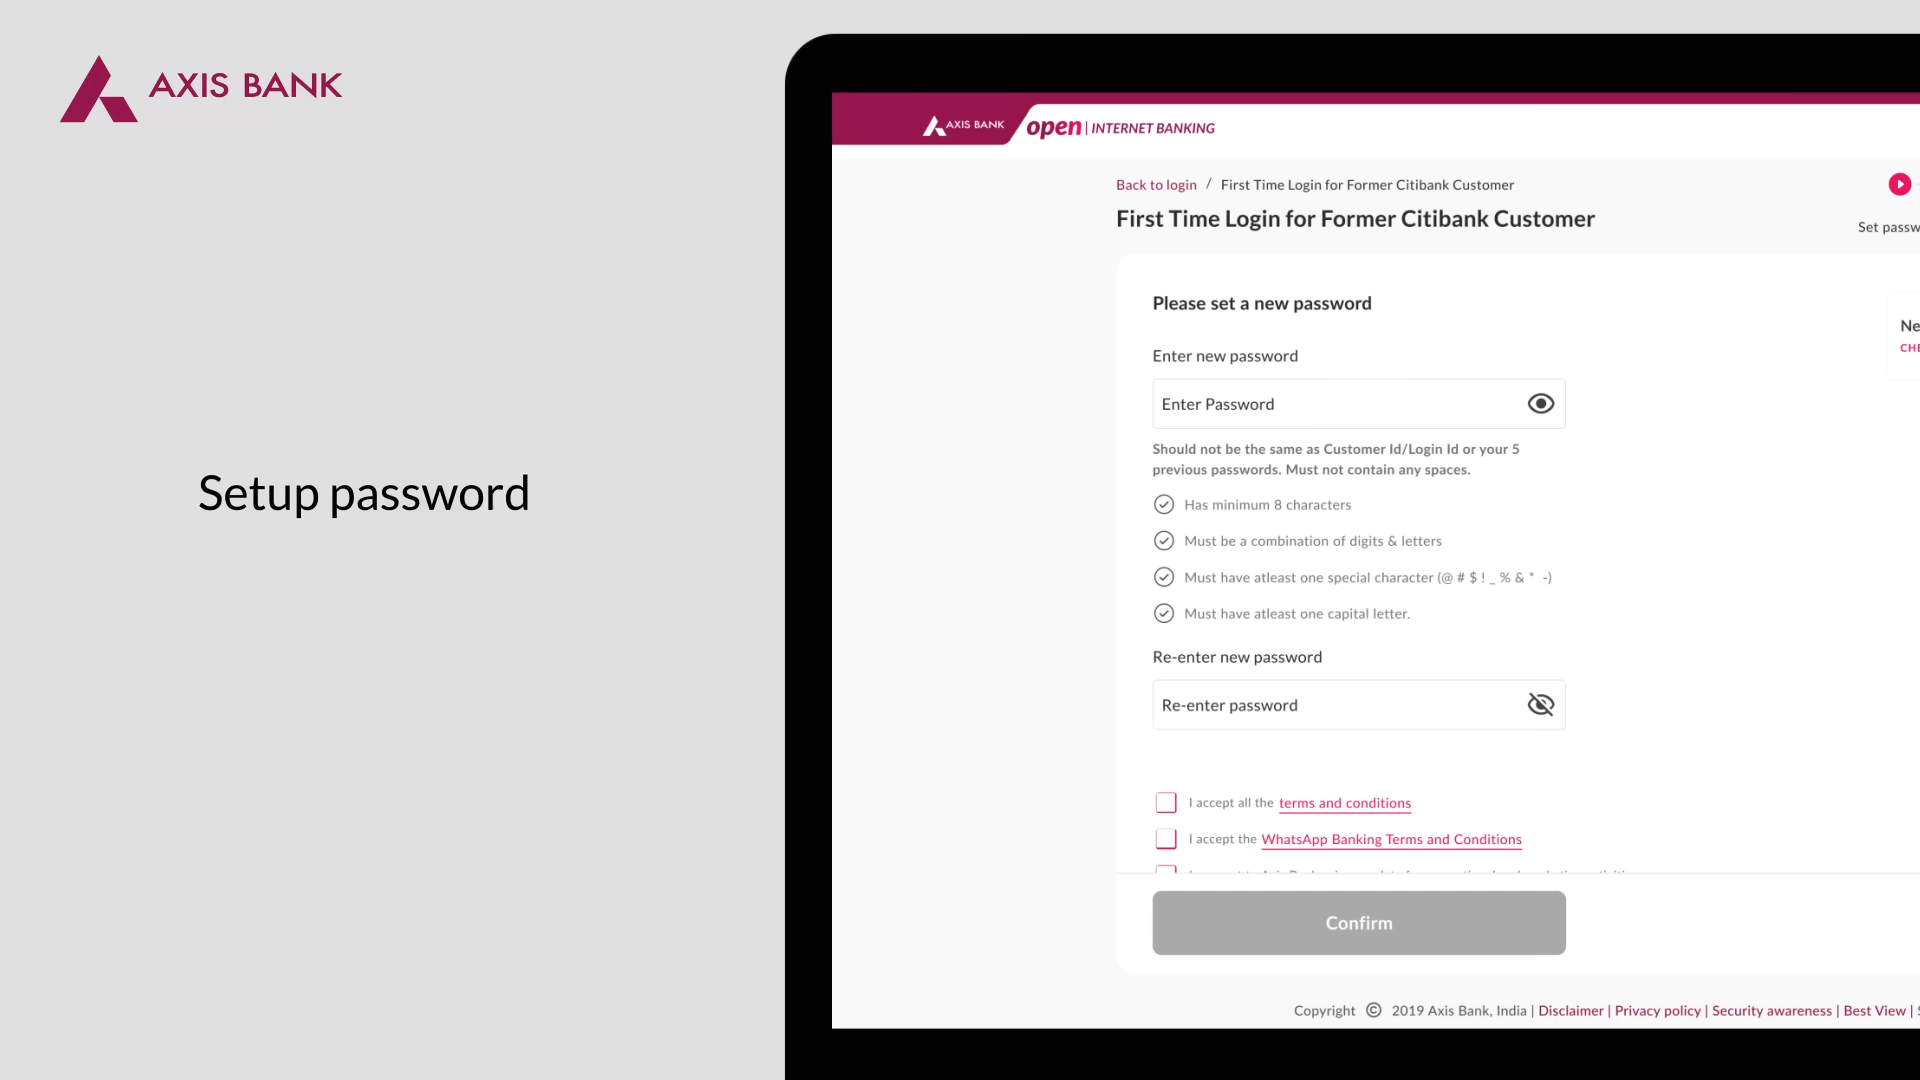 AXIS BANK
Setup password
AXIS BANK open | INTERNET BANKING
Back to login / First Time Login for Former Citibank Customer
First Time Login for Former Citibank Customer
Set passw
Please set a new password
Ne
CHE
Enter new password
Enter Password
Should not be the same as Customer Id/Login Id or your 5
previous passwords. Must not contain any spaces.
Has minimum 8 characters
Must be a combination of digits & letters
Must have atleast one special character (@ # $ ! _ % & * -)
Must have atleast one capital letter.
Re-enter new password
Re-enter password
I accept all the terms and conditions
I accept the WhatsApp Banking Terms and Conditions
Confirm
Copyright © 2019 Axis Bank, India | Disclaimer | Privacy policy | Security awareness | Best View |